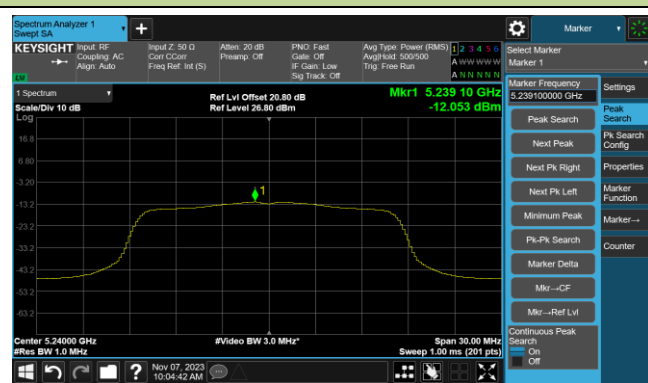 Spectrum Analyzer 1
Swept SA
+
Marker
KEYSIGHT
Input: RF
Coupling: AC
Align: Auto
Input Z: 50 Ω
Corr CCorr
Freq Ref: Int (S)
Atten: 20 dB
Preamp: Off
PNO: Fast
Gate: Off
IF Gain: Low
Sig Track: Off
Avg Type: Power (RMS)
Avg|Hold: 500/500
Trig: Free Run
1 2 3 4 5 6
A W W W W W
A N N N N N
LM
Select Marker
Marker 1
1 Spectrum
Scale/Div 10 dB
Log
Ref Lvl Offset 20.80 dB
Ref Level 26.80 dBm
Mkr1 5.239 10 GHz
-12.053 dBm
16.8
6.80
-3.20
-13.2
-23.2
-33.2
-43.2
-53.2
-63.2
1
Center 5.24000 GHz
#Res BW 1.0 MHz
#Video BW 3.0 MHz*
Span 30.00 MHz
Sweep 1.00 ms (201 pts)
Marker Frequency
5.239100000 GHz
Peak Search
Next Peak
Next Pk Right
Next Pk Left
Minimum Peak
Pk-Pk Search
Marker Delta
Mkr→CF
Mkr→Ref Lvl
Continuous Peak
Search
On
Off
Settings
Peak
Search
Pk Search
Config
Properties
Marker
Function
Marker→
Counter
?
Nov 07, 2023
10:04:42 AM